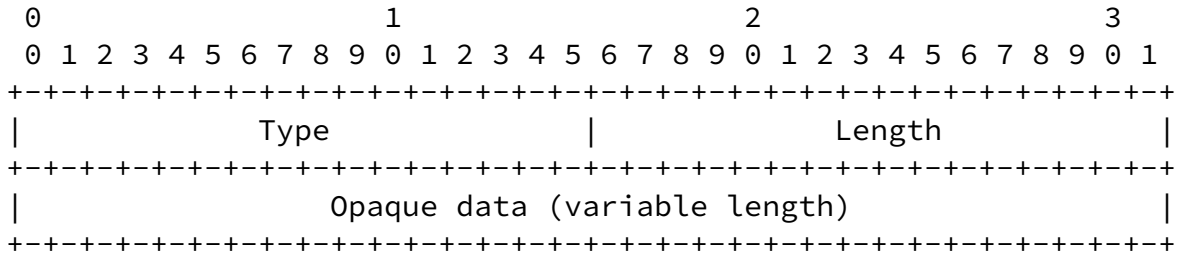 0                   1                   2                   3
 0 1 2 3 4 5 6 7 8 9 0 1 2 3 4 5 6 7 8 9 0 1 2 3 4 5 6 7 8 9 0 1
+-+-+-+-+-+-+-+-+-+-+-+-+-+-+-+-+-+-+-+-+-+-+-+-+-+-+-+-+-+-+-+-+
|             Type              |             Length            |
+-+-+-+-+-+-+-+-+-+-+-+-+-+-+-+-+-+-+-+-+-+-+-+-+-+-+-+-+-+-+-+-+
|                 Opaque data (variable length)                 |
+-+-+-+-+-+-+-+-+-+-+-+-+-+-+-+-+-+-+-+-+-+-+-+-+-+-+-+-+-+-+-+-+